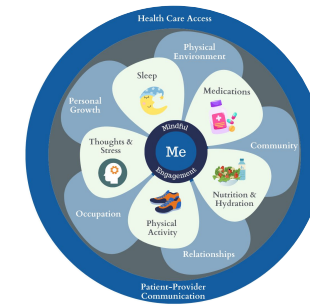 Health Care Access
Physical
Environment
Sleep
Medications
Personal
Growth
Mindful
Community
Thoughts &
Stress
Me
Engagement
Nutrition &
Hydration
Physical
Activity
Occupation
Relationships
Patient-Provider
Communication